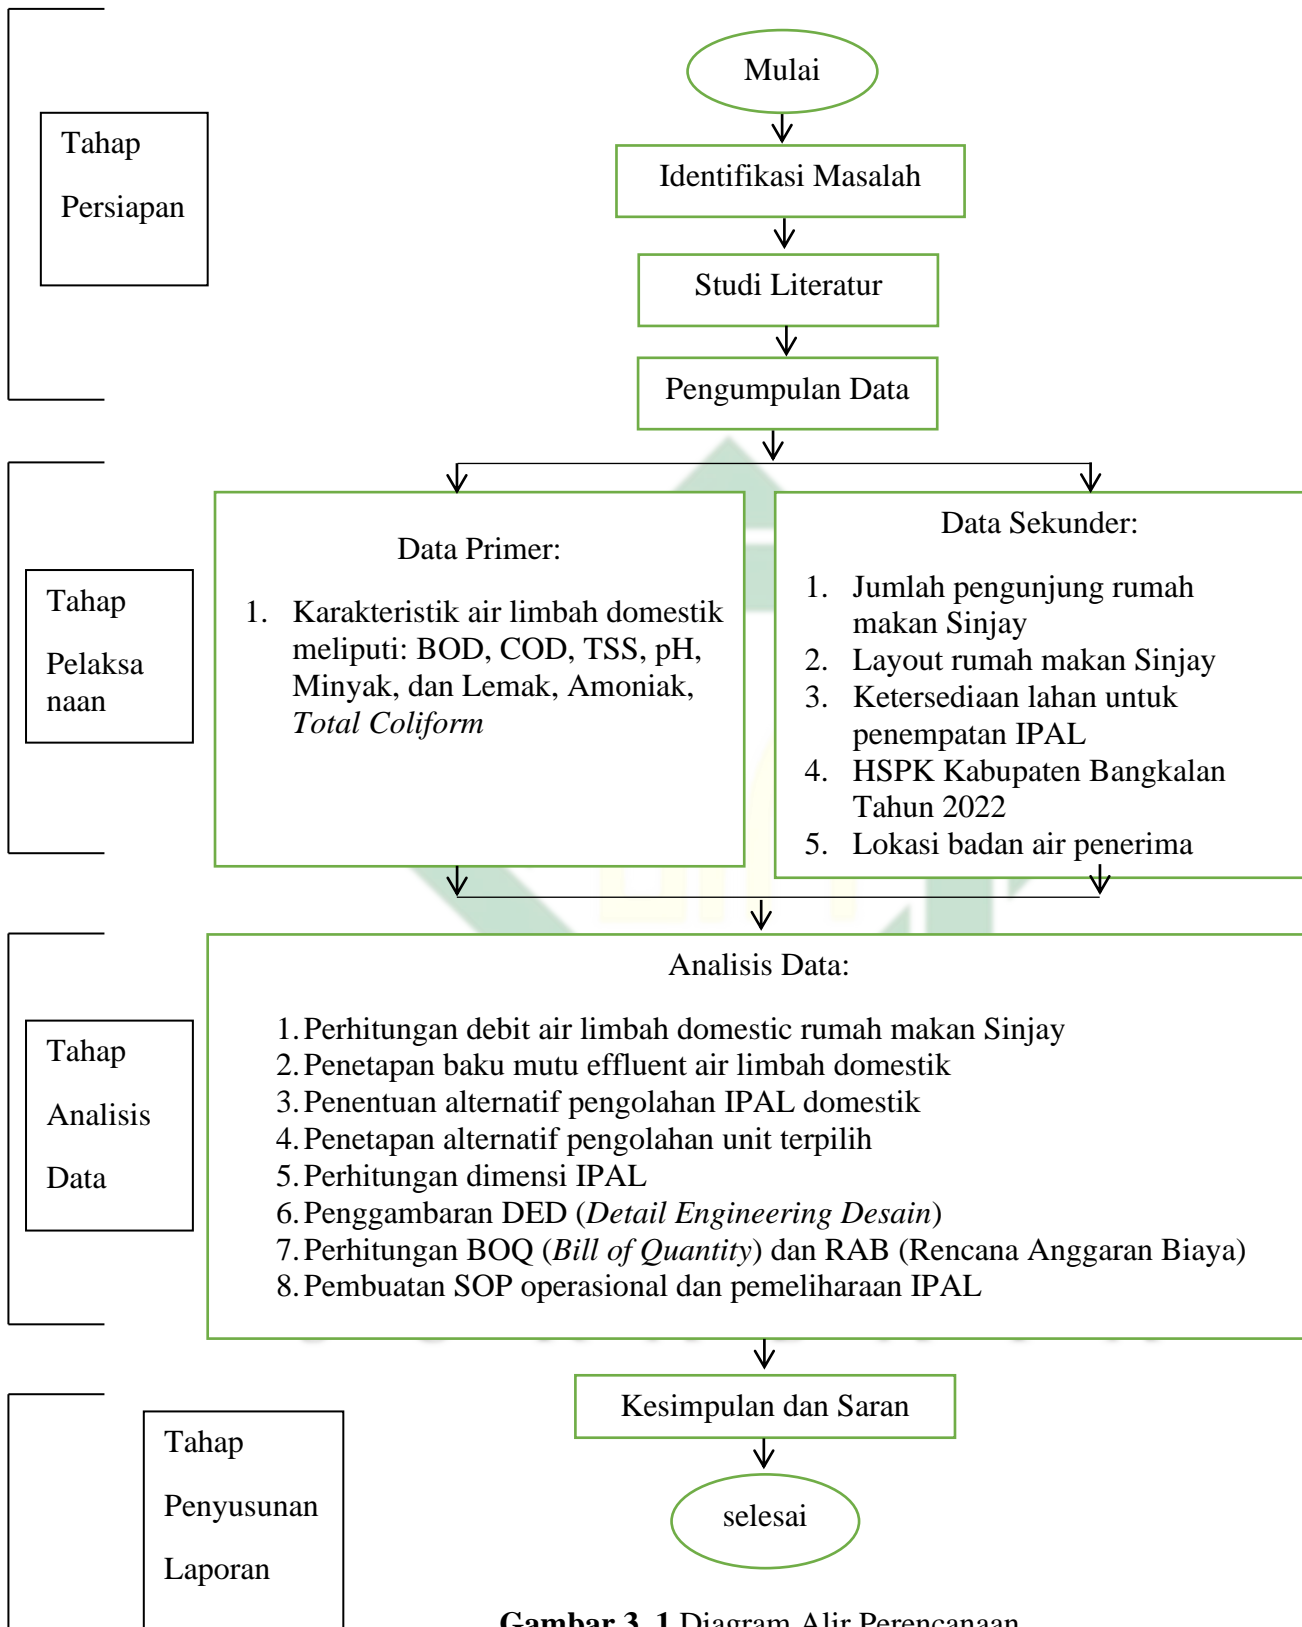 Mulai
Tahap
Persiapan
Identifikasi Masalah
Studi Literatur
Pengumpulan Data
Tahap
Pelaksa
naan
Data Primer:
1. Karakteristik air limbah domestik
meliputi: BOD, COD, TSS, pH,
Minyak, dan Lemak, Amoniak,
Total Coliform
Data Sekunder:
1. Jumlah pengunjung rumah
makan Sinjay
2. Layout rumah makan Sinjay
3. Ketersediaan lahan untuk
penempatan IPAL
4. HSPK Kabupaten Bangkalan
Tahun 2022
5. Lokasi badan air penerima
Tahap
Analisis
Data
Analisis Data:
1. Perhitungan debit air limbah domestic rumah makan Sinjay
2. Penetapan baku mutu effluent air limbah domestik
3. Penentuan alternatif pengolahan IPAL domestik
4. Penetapan alternatif pengolahan unit terpilih
5. Perhitungan dimensi IPAL
6. Penggambaran DED (Detail Engineering Desain)
7. Perhitungan BOQ (Bill of Quantity) dan RAB (Rencana Anggaran Biaya)
8. Pembuatan SOP operasional dan pemeliharaan IPAL
Tahap
Penyusunan
Laporan
Kesimpulan dan Saran
selesai
Gambar 3. 1 Diagram Alir Perencanaan